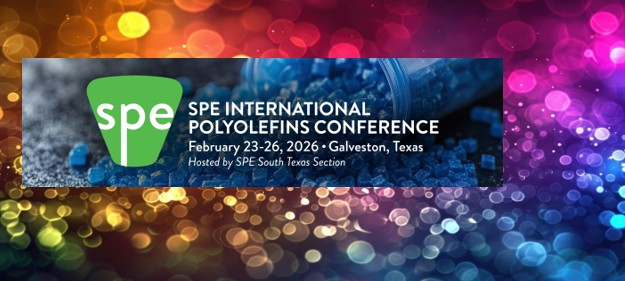 spe
SPE INTERNATIONAL
POLYOLEFINS CONFERENCE
February 23-26, 2026 • Galveston, Texas
Hosted by SPE South Texas Section